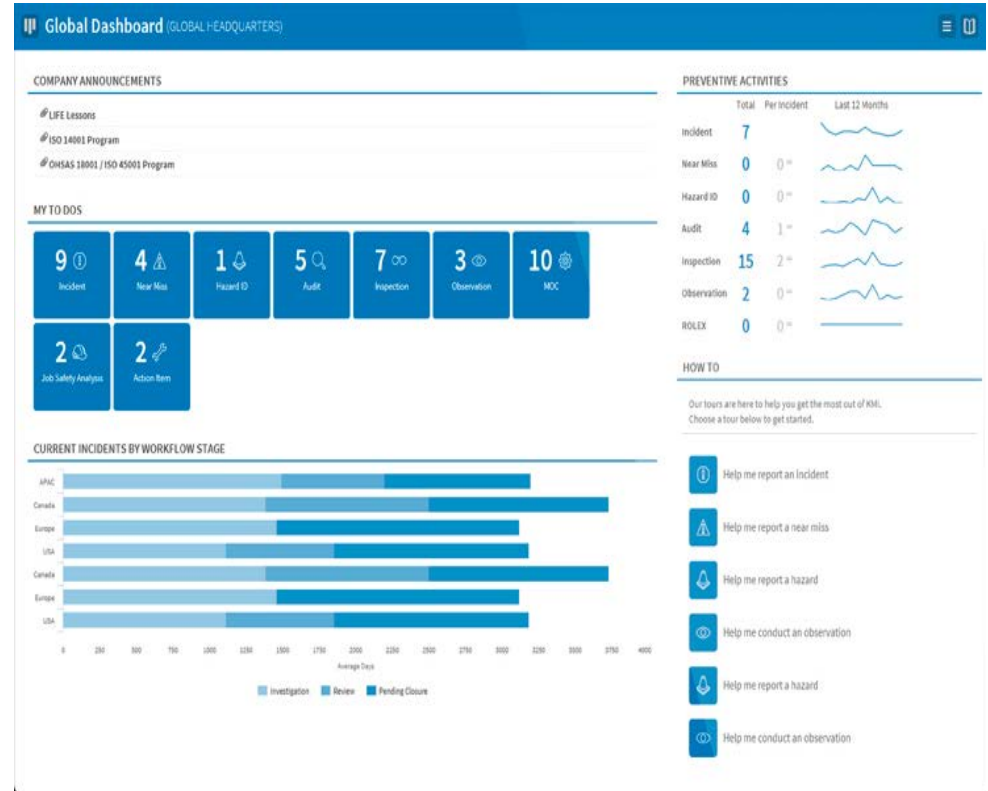 Global Dashboard (GLOBAL HEADQUARTERS)
COMPANY ANNOUNCEMENTS
LIFE Lessons
ISO 14001 Program
OHSAS 18001 / ISO 45001 Program
MY TO DOS
9 Incident
4 Near Miss
1 Hazard ID
5 Audit
7 Inspection
3 Observation
10 MOC
2 Job Safety Analysis
2 Action Item
CURRENT INCIDENTS BY WORKFLOW STAGE
APAC
Canada
Europe
USA
Canada
Europe
USA
0 250 500 750 1000 1250 1500 1750 2000 2250 2500 2750 3000 3250 3500 3750 4000
Average Days
Investigation Review Pending Closure
PREVENTIVE ACTIVITIES
Total Per Incident Last 12 Months
Incident 7
Near Miss 0 0
Hazard ID 0 0
Audit 4 1
Inspection 15 2
Observation 2 0
ROLEX 0 0
HOW TO
Our tours are here to help you get the most out of KMI.
Choose a tour below to get started.
Help me report an incident
Help me report a near miss
Help me report a hazard
Help me conduct an observation
Help me report a hazard
Help me conduct an observation